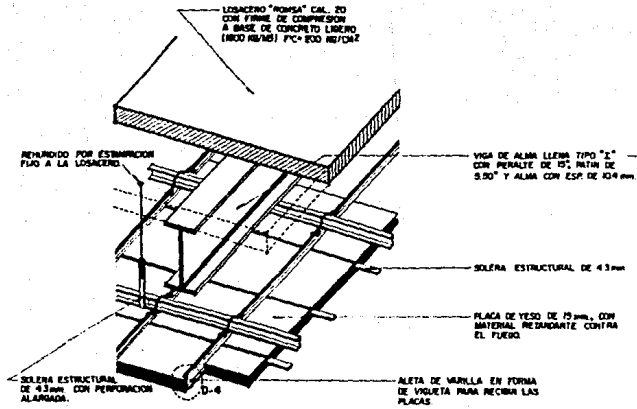 LOSACERO "ROMSA" CAL. 20
CON FIRME DE COMPRESION
A BASE DE CONCRETO LIGERO
(1800 KG/M3) F'C= 200 KG/CM2
REHUNDIDO POR ESTAMPACION
FIJO A LA LOSACERO.
VIGA DE ALMA LLENA TIPO "I"
CON PERALTE DE 15", PATIN DE
5.50" Y ALMA CON ESP. DE 10.4 mm.
SOLERA ESTRUCTURAL DE 4.3 mm
PLACA DE YESO DE 15 mm., CON
MATERIAL RETARDANTE CONTRA
EL FUEGO.
SOLERA ESTRUCTURAL
DE 4.3 mm. CON PERFORACION
ALARGADA.
D-4
ALETA DE VARILLA EN FORMA
DE VIGUETA PARA RECIBIR LAS
PLACAS.